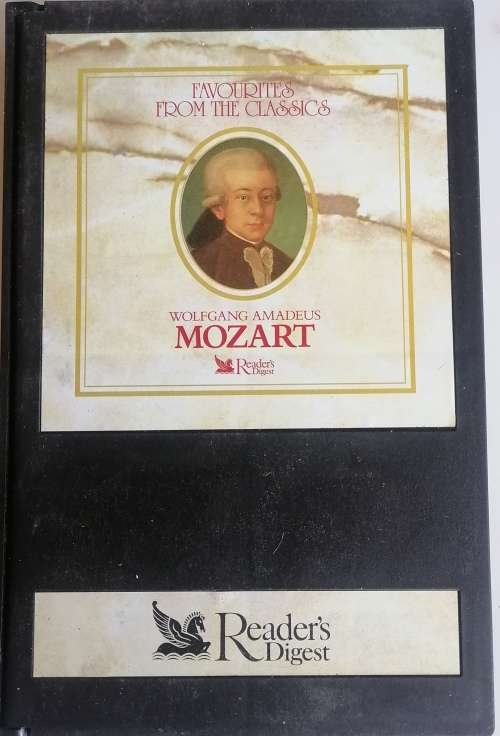 FAVOURITES
FROM THE CLASSICS
WOLFGANG AMADEUS
MOZART
Reader's
Digest
Reader's
Digest